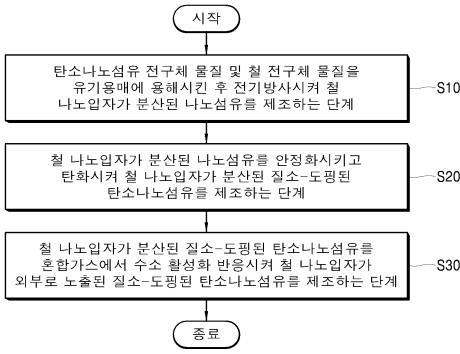 시작
탄소나노섬유 전구체 물질 및 철 전구체 물질을
유기용매에 용해시킨 후 전기방사시켜 철
나노입자가 분산된 나노섬유를 제조하는 단계
S10
철 나노입자가 분산된 나노섬유를 안정화시키고
탄화시켜 철 나노입자가 분산된 질소-도핑된
탄소나노섬유를 제조하는 단계
S20
철 나노입자가 분산된 질소-도핑된 탄소나노섬유를
혼합가스에서 수소 활성화 반응시켜 철 나노입자가
외부로 노출된 질소-도핑된 탄소나노섬유를 제조하는 단계
S30
종료